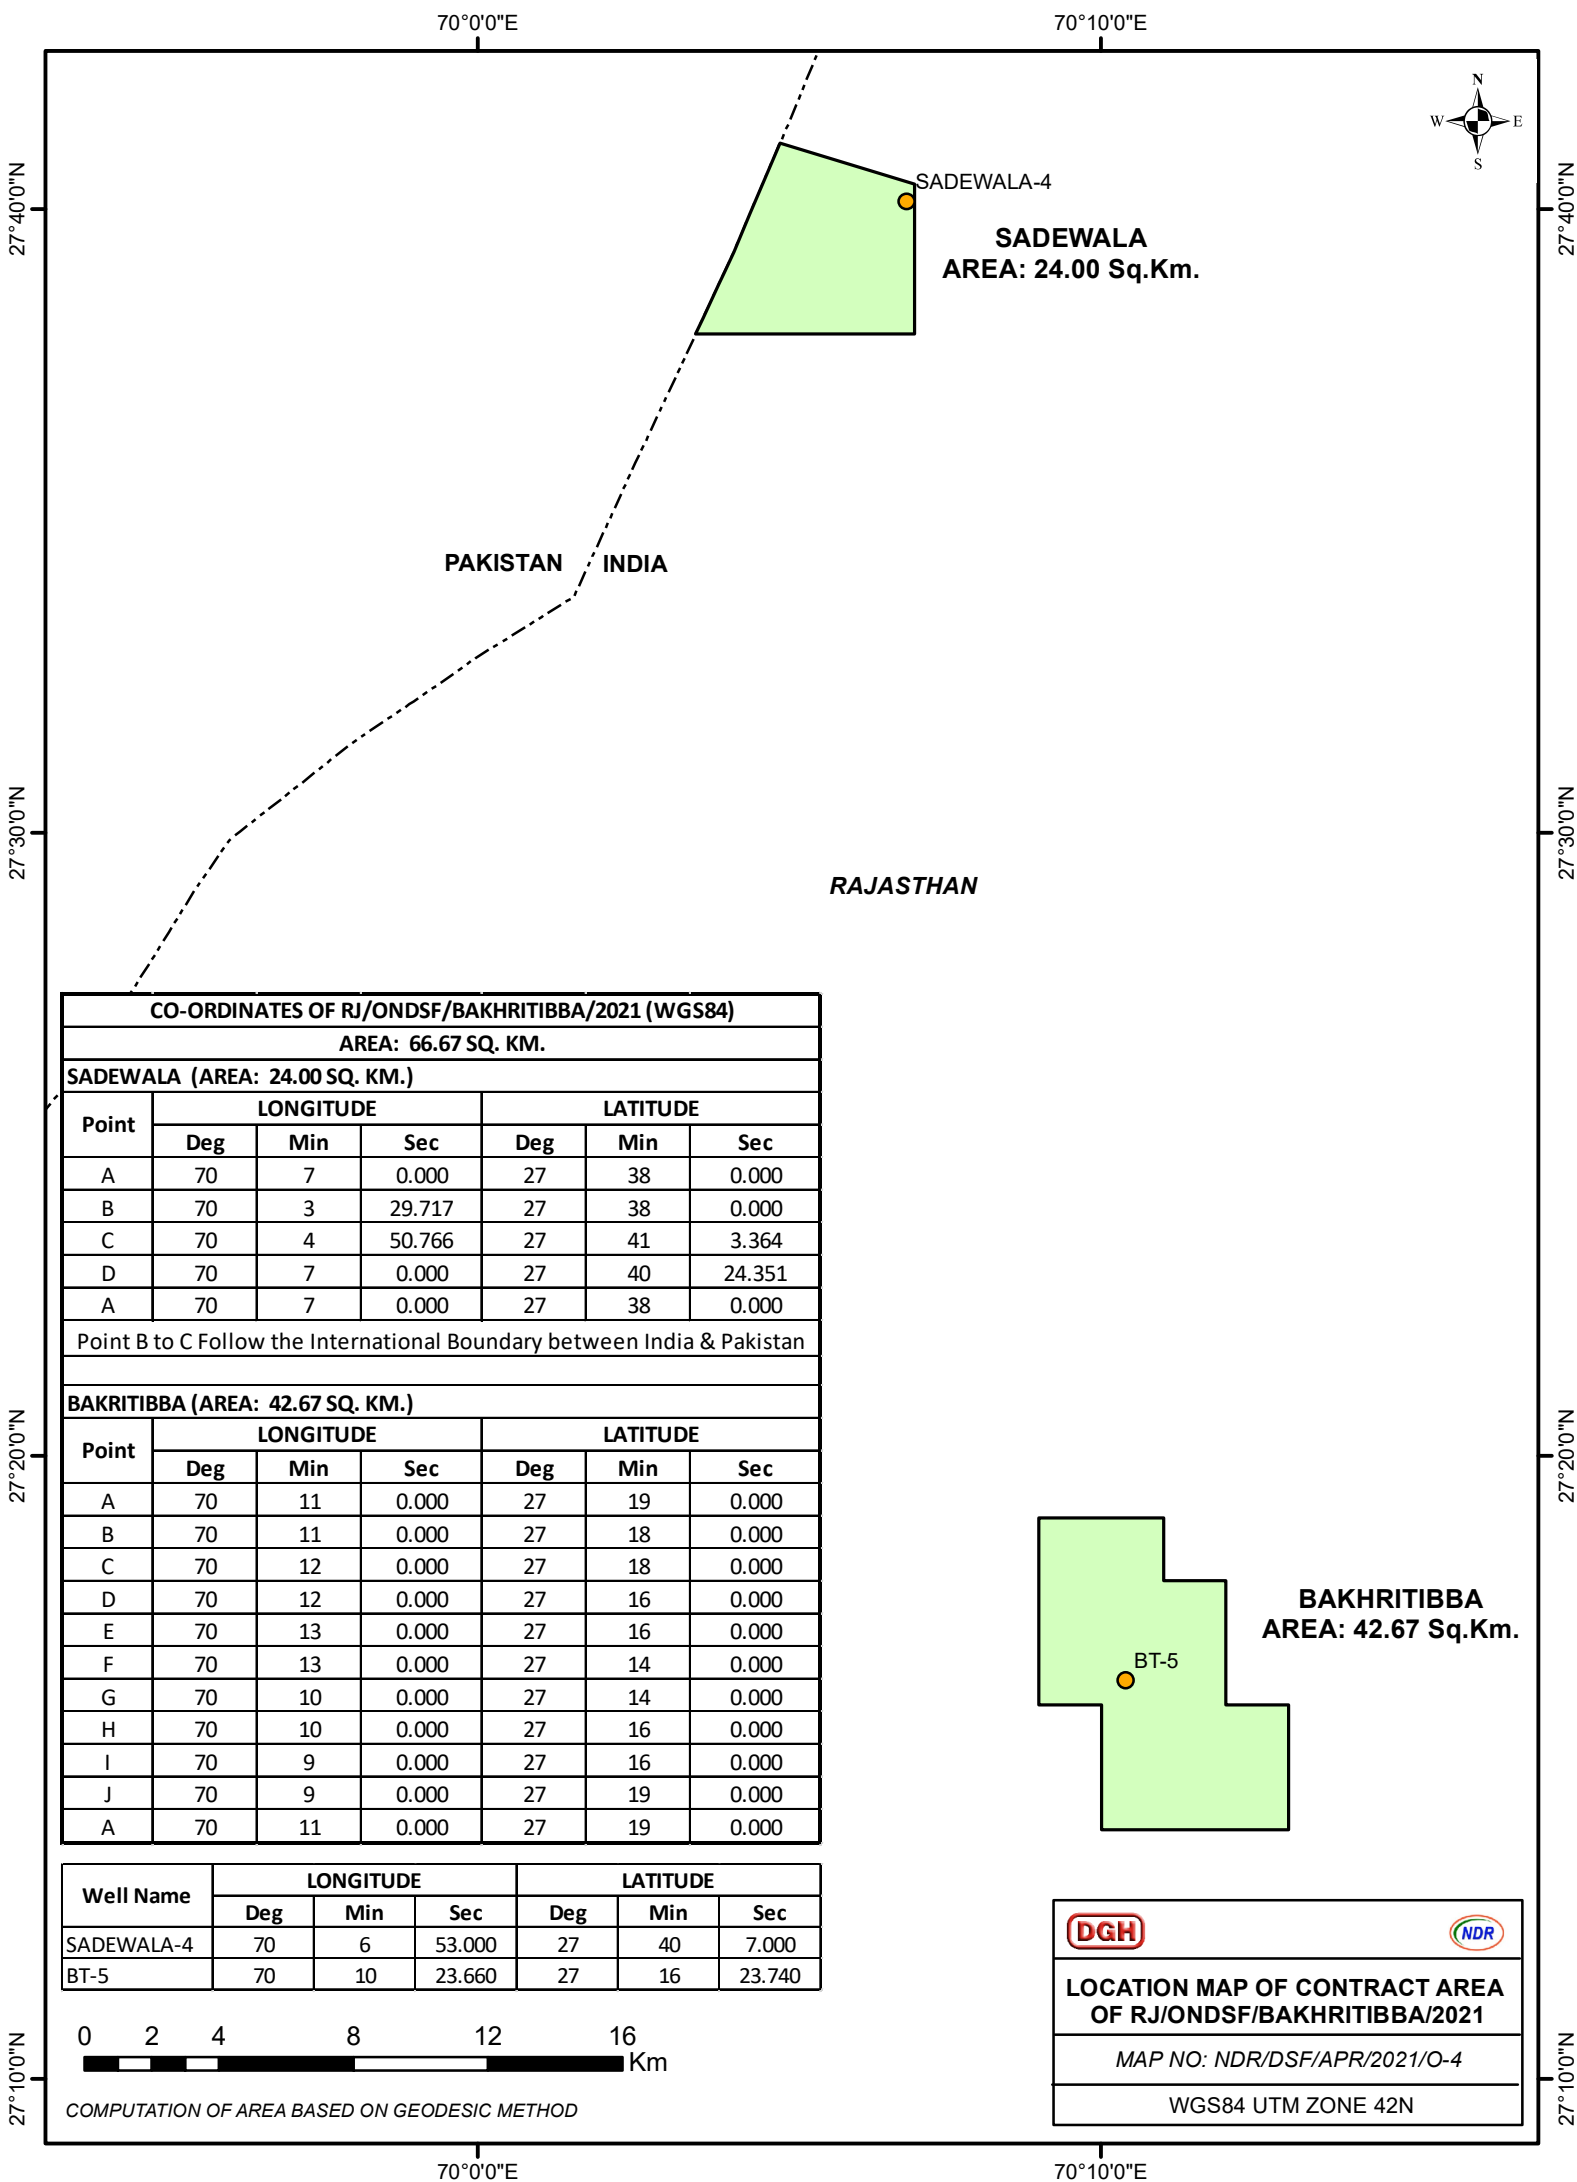 70°0'0"E 70°10'0"E
N
W E
S
27°40'0"N 27°40'0"N
SADEWALA-4
SADEWALA
AREA: 24.00 Sq.Km.
PAKISTAN INDIA
27°30'0"N 27°30'0"N
RAJASTHAN
CO-ORDINATES OF RJ/ONDSF/BAKHRITIBBA/2021 (WGS84)
AREA: 66.67 SQ. KM.
SADEWALA (AREA: 24.00 SQ. KM.)
Point LONGITUDE LATITUDE
Deg Min Sec Deg Min Sec
A 70 7 0.000 27 38 0.000
B 70 3 29.717 27 38 0.000
C 70 4 50.766 27 41 3.364
D 70 7 0.000 27 40 24.351
A 70 7 0.000 27 38 0.000
Point B to C Follow the International Boundary between India & Pakistan
BAKRITIBBA (AREA: 42.67 SQ. KM.)
Point LONGITUDE LATITUDE
Deg Min Sec Deg Min Sec
A 70 11 0.000 27 19 0.000
B 70 11 0.000 27 18 0.000
C 70 12 0.000 27 18 0.000
D 70 12 0.000 27 16 0.000
E 70 13 0.000 27 16 0.000
F 70 13 0.000 27 14 0.000
G 70 10 0.000 27 14 0.000
H 70 10 0.000 27 16 0.000
I 70 9 0.000 27 16 0.000
J 70 9 0.000 27 19 0.000
A 70 11 0.000 27 19 0.000
27°20'0"N 27°20'0"N
BAKHRITIBBA
AREA: 42.67 Sq.Km.
BT-5
Well Name LONGITUDE LATITUDE
Deg Min Sec Deg Min Sec
SADEWALA-4 70 6 53.000 27 40 7.000
BT-5 70 10 23.660 27 16 23.740
0 2 4 8 12 16
Km
COMPUTATION OF AREA BASED ON GEODESIC METHOD
DGH NDR
LOCATION MAP OF CONTRACT AREA
OF RJ/ONDSF/BAKHRITIBBA/2021
MAP NO: NDR/DSF/APR/2021/O-4
WGS84 UTM ZONE 42N
27°10'0"N 27°10'0"N
70°0'0"E 70°10'0"E